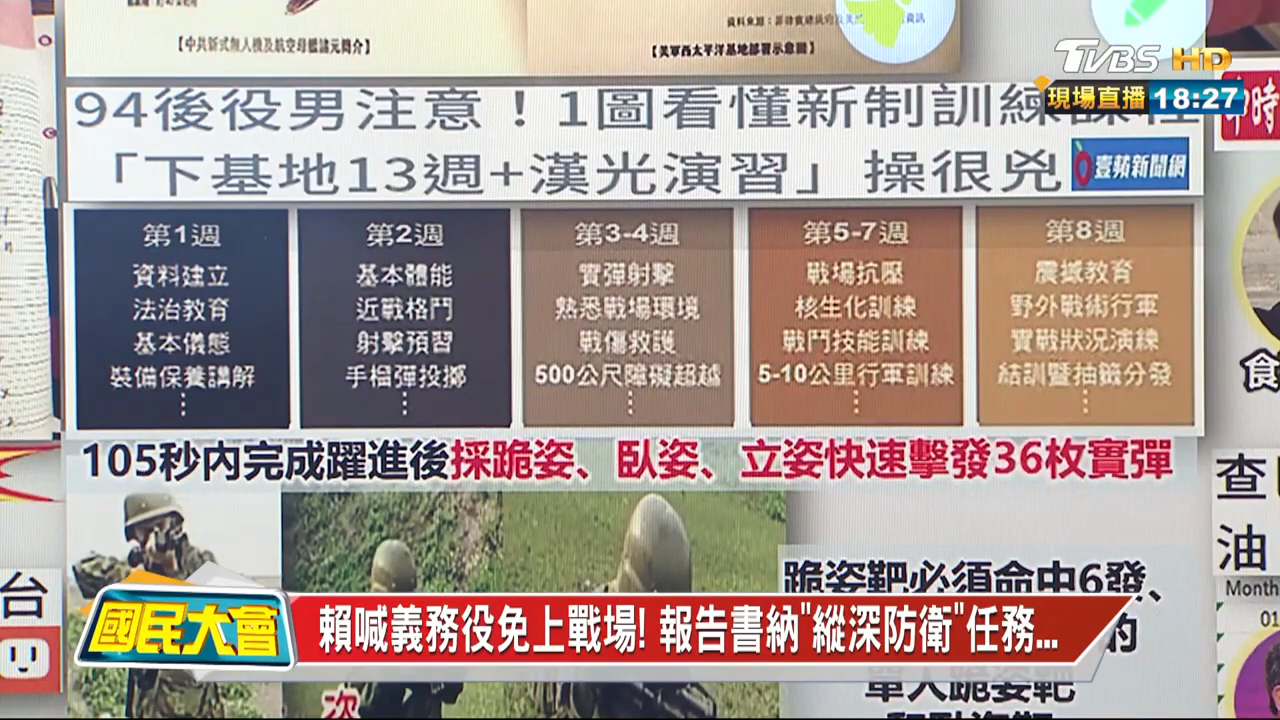 【中共新式無人機及航空母艦諸元簡介】
【美軍西太平洋基地部署示意圖】
TVBS HD
現場直播 18:27
94後役男注意！1圖看懂新制訓練課程
「下基地13週+漢光演習」操很兇
壹蘋新聞網
第1週
資料建立
法治教育
基本儀態
裝備保養講解
⋮
第2週
基本體能
近戰格鬥
射擊預習
手榴彈投擲
⋮
第3-4週
實彈射擊
熟悉戰場環境
戰傷救護
500公尺障礙超越
⋮
第5-7週
戰場抗壓
核生化訓練
戰鬥技能訓練
5-10公里行軍訓練
⋮
第8週
震撼教育
野外戰術行軍
實戰狀況演練
結訓暨抽籤分發
⋮
105秒內完成躍進後採跪姿、臥姿、立姿快速擊發36枚實彈
跪姿靶必須命中6發、
的
單人跪姿靶
次
國民大會
賴喊義務役免上戰場! 報告書納"縱深防衛"任務...
即時
食
查
油
Month
01
台